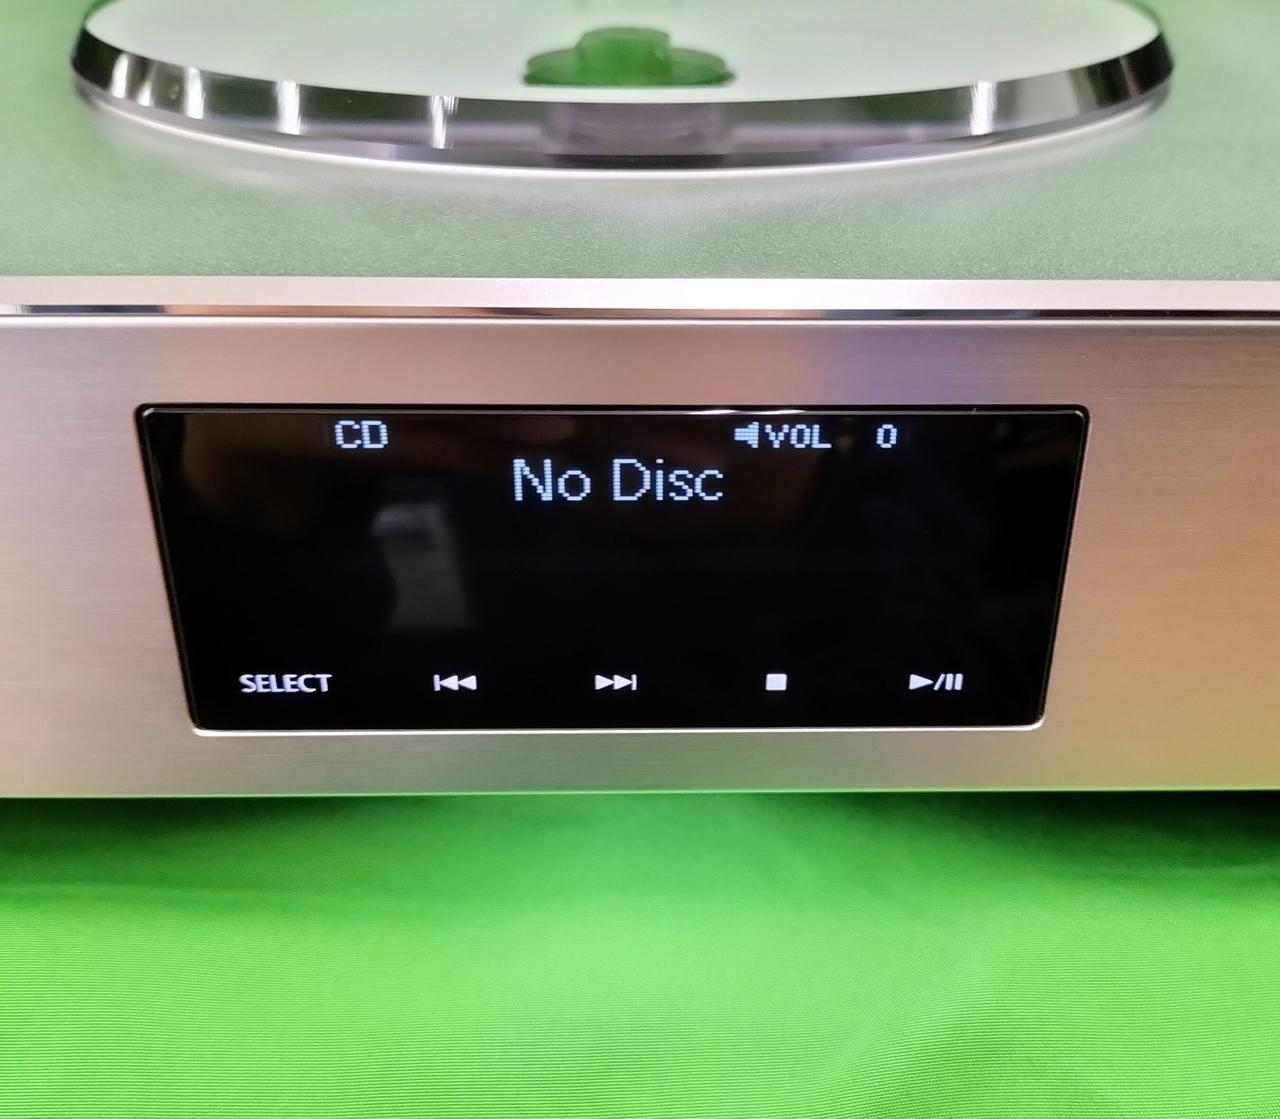 CD VOL 0
No Disc
SELECT